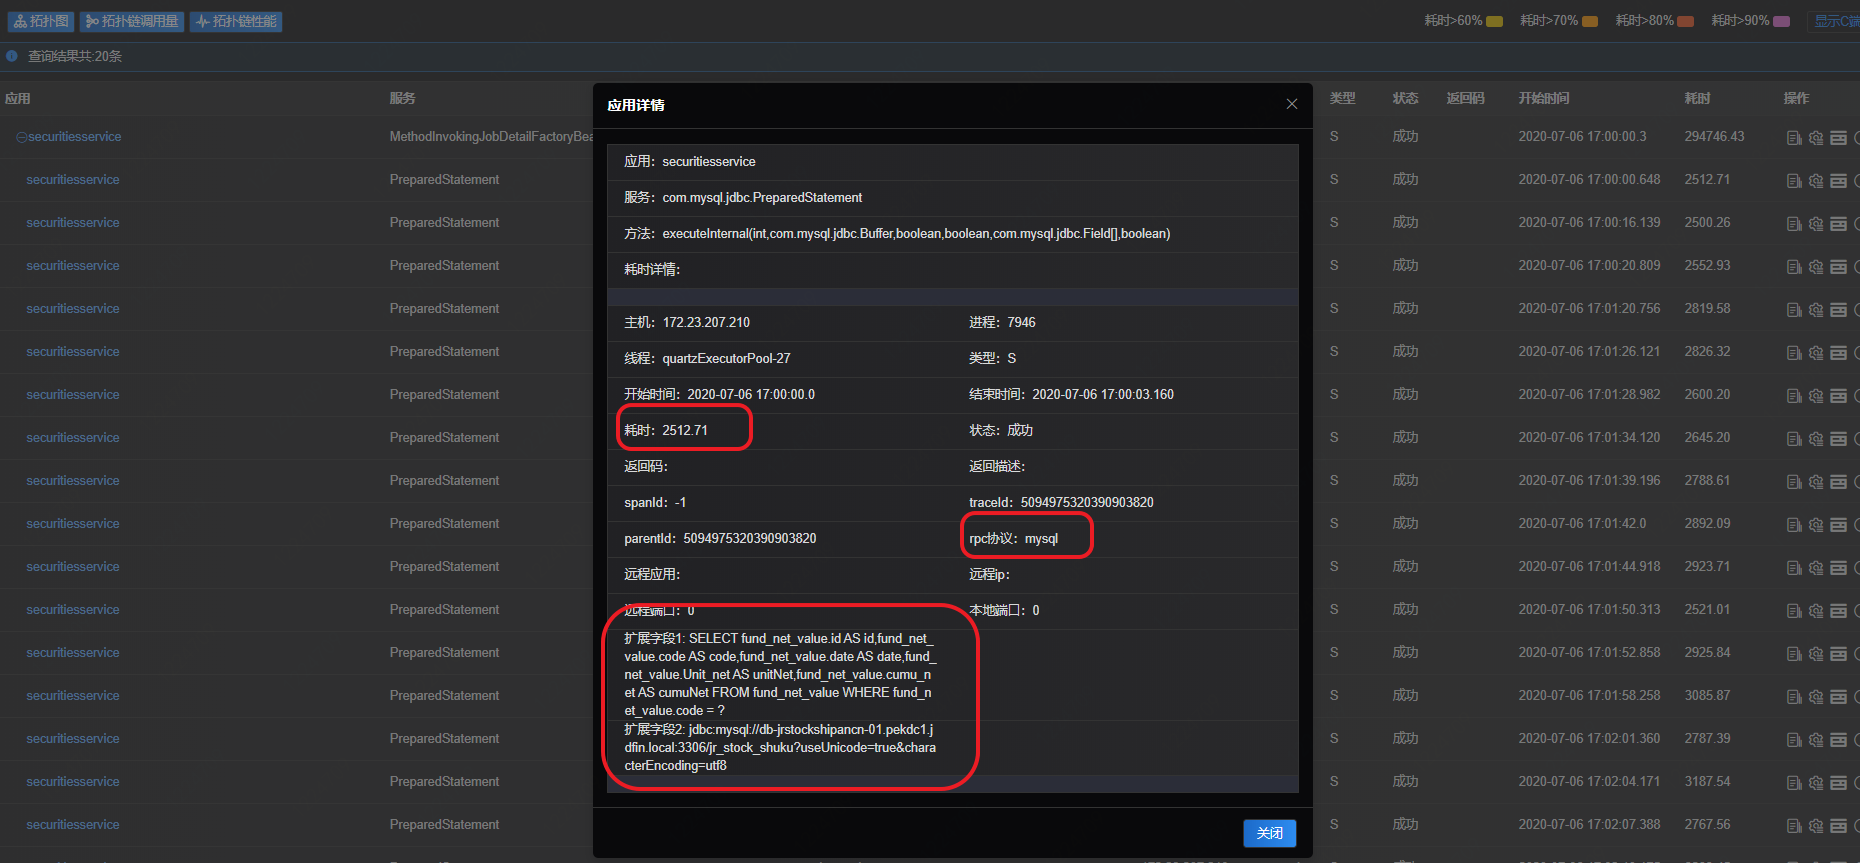 拓扑图 拓扑链调用量 拓扑链性能 耗时>60% 耗时>70% 耗时>80% 耗时>90% 显示C端
查询结果共:20条
应用 服务 类型 状态 返回码 开始时间 耗时 操作
securitiesservice MethodInvokingJobDetailFactoryBea S 成功 2020-07-06 17:00:00.3 294746.43
securitiesservice PreparedStatement S 成功 2020-07-06 17:00:00.648 2512.71
securitiesservice PreparedStatement S 成功 2020-07-06 17:00:16.139 2500.26
securitiesservice PreparedStatement S 成功 2020-07-06 17:00:20.809 2552.93
securitiesservice PreparedStatement S 成功 2020-07-06 17:01:20.756 2819.58
securitiesservice PreparedStatement S 成功 2020-07-06 17:01:26.121 2826.32
securitiesservice PreparedStatement S 成功 2020-07-06 17:01:28.982 2600.20
securitiesservice PreparedStatement S 成功 2020-07-06 17:01:34.120 2645.20
securitiesservice PreparedStatement S 成功 2020-07-06 17:01:39.196 2788.61
securitiesservice PreparedStatement S 成功 2020-07-06 17:01:42.0 2892.09
securitiesservice PreparedStatement S 成功 2020-07-06 17:01:44.918 2923.71
securitiesservice PreparedStatement S 成功 2020-07-06 17:01:50.313 2521.01
securitiesservice PreparedStatement S 成功 2020-07-06 17:01:52.858 2925.84
securitiesservice PreparedStatement S 成功 2020-07-06 17:01:58.258 3085.87
securitiesservice PreparedStatement S 成功 2020-07-06 17:02:01.360 2787.39
securitiesservice PreparedStatement S 成功 2020-07-06 17:02:04.171 3187.54
securitiesservice PreparedStatement S 成功 2020-07-06 17:02:07.388 2767.56
应用详情
应用：securitiesservice
服务：com.mysql.jdbc.PreparedStatement
方法：executeInternal(int,com.mysql.jdbc.Buffer,boolean,boolean,com.mysql.jdbc.Field[],boolean)
耗时详情:
主机：172.23.207.210 进程：7946
线程：quartzExecutorPool-27 类型：S
开始时间：2020-07-06 17:00:00.0 结束时间：2020-07-06 17:00:03.160
耗时：2512.71 状态：成功
返回码: 返回描述:
spanId：-1 traceId：5094975320390903820
parentId：5094975320390903820 rpc协议：mysql
远程应用: 远程ip:
远程端口：0 本地端口：0
扩展字段1: SELECT fund_net_value.id AS id,fund_net_
value.code AS code,fund_net_value.date AS date,fund_
net_value.Unit_net AS unitNet,fund_net_value.cumu_n
et AS cumuNet FROM fund_net_value WHERE fund_n
et_value.code = ?
扩展字段2: jdbc:mysql://db-jrstockshipancn-01.pekdc1.j
dfin.local:3306/jr_stock_shuku?useUnicode=true&chara
cterEncoding=utf8
关闭